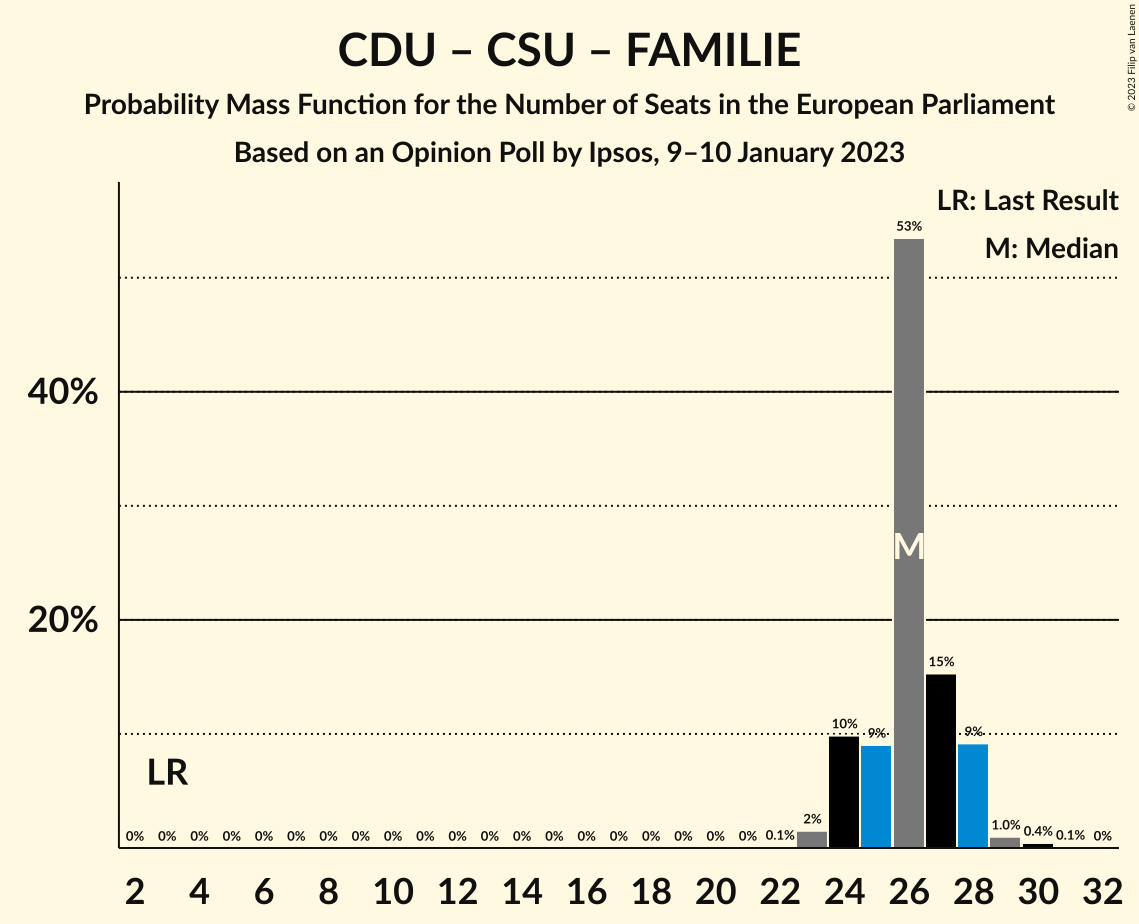 CDU – CSU – FAMILIE
Probability Mass Function for the Number of Seats in the European Parliament
Based on an Opinion Poll by Ipsos, 9–10 January 2023
© 2023 Filip van Laenen
LR: Last Result
M: Median
53%
40%
M
20%
15%
10% 9% 9%
LR
0% 0% 0% 0% 0% 0% 0% 0% 0% 0% 0% 0% 0% 0% 0% 0% 0% 0% 0% 0% 0.1% 2% 1.0% 0.4% 0.1% 0%
2 4 6 8 10 12 14 16 18 20 22 24 26 28 30 32